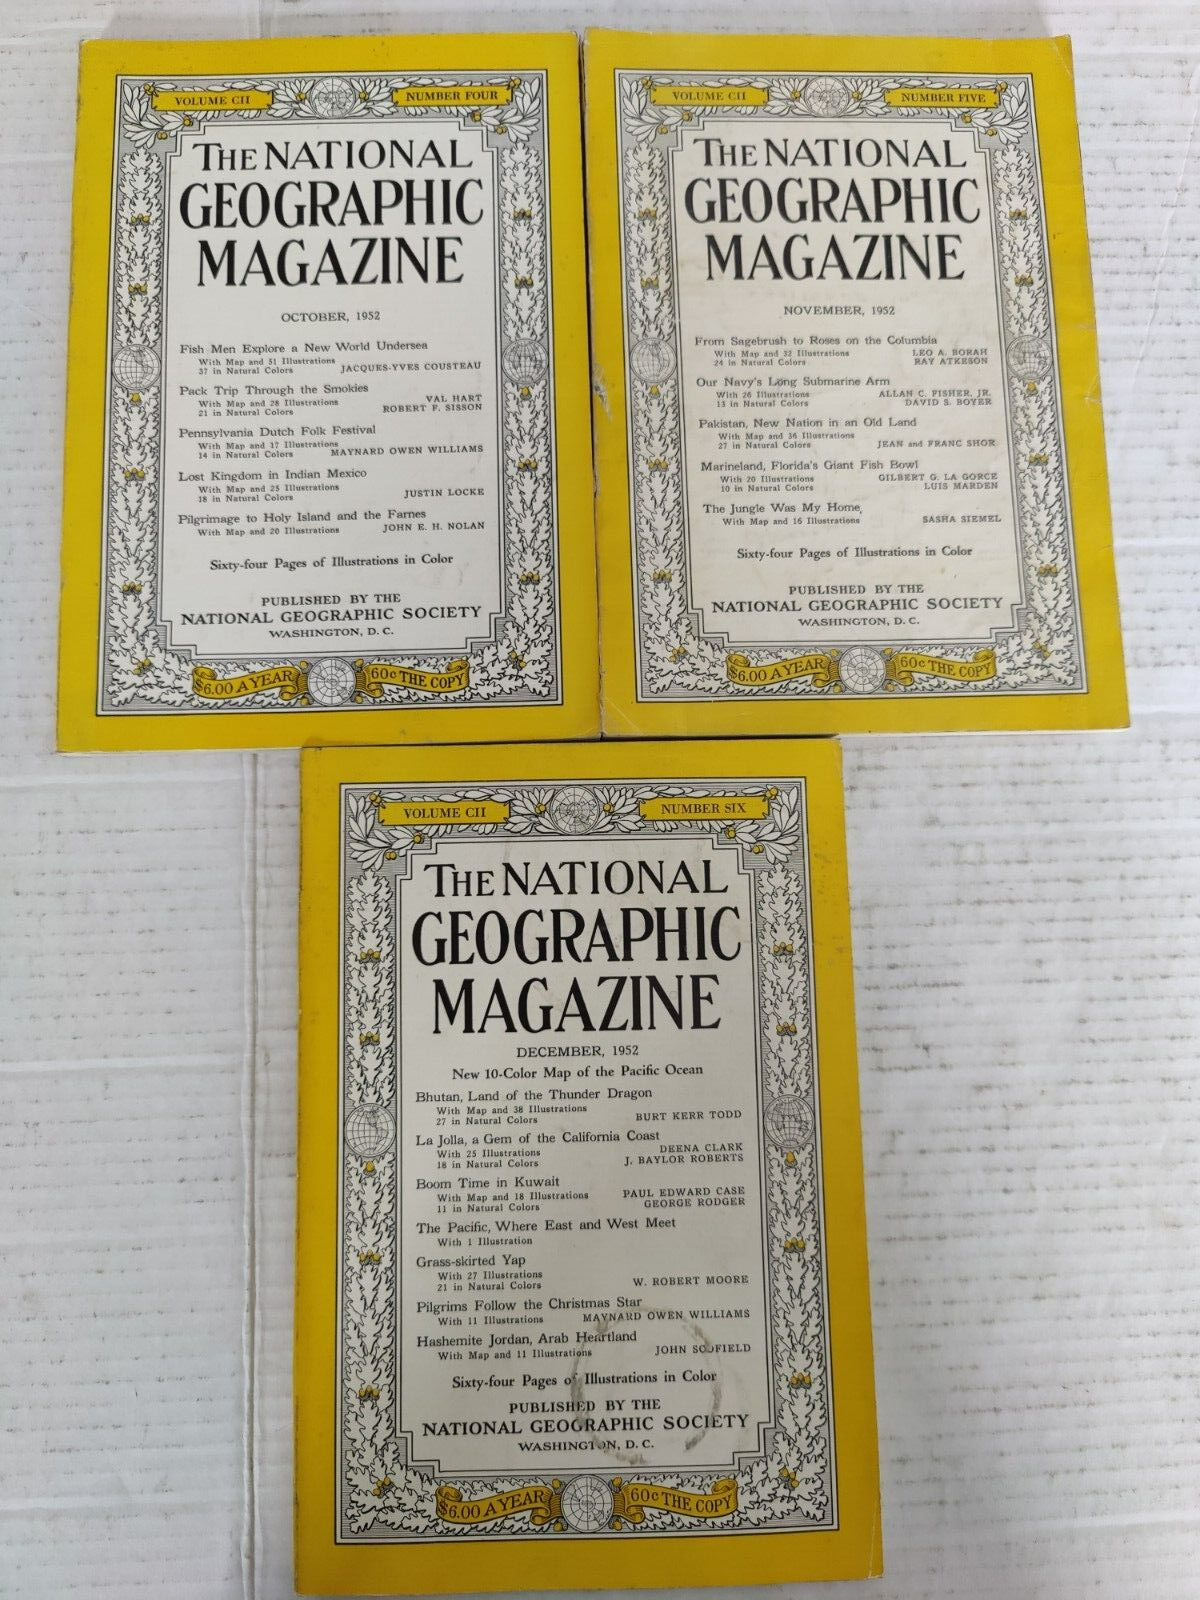 VOLUME CII
NUMBER FOUR
THE NATIONAL
GEOGRAPHIC
MAGAZINE
OCTOBER, 1952
Fish Men Explore a New World Undersea
With Map and 51 Illustrations
37 in Natural Colors
JACQUES-YVES COUSTEAU
Pack Trip Through the Smokies
With Map and 28 Illustrations
21 in Natural Colors
VAL HART
ROBERT F. SISSON
Pennsylvania Dutch Folk Festival
With Map and 17 Illustrations
14 in Natural Colors
MAYNARD OWEN WILLIAMS
Lost Kingdom in Indian Mexico
With Map and 25 Illustrations
18 in Natural Colors
JUSTIN LOCKE
Pilgrimage to Holy Island and the Farnes
With Map and 20 Illustrations
JOHN E. H. NOLAN
Sixty-four Pages of Illustrations in Color
PUBLISHED BY THE
NATIONAL GEOGRAPHIC SOCIETY
WASHINGTON, D. C.
$6.00 A YEAR
60c THE COPY
VOLUME CII
NUMBER FIVE
THE NATIONAL
GEOGRAPHIC
MAGAZINE
NOVEMBER, 1952
From Sagebrush to Roses on the Columbia
With Map and 32 Illustrations
24 in Natural Colors
LEO A. BORAH
RAY ATKESON
Our Navy's Long Submarine Arm
With 26 Illustrations
13 in Natural Colors
ALLAN C. FISHER, JR.
DAVID S. BOYER
Pakistan, New Nation in an Old Land
With Map and 36 Illustrations
27 in Natural Colors
JEAN and FRANC SHOR
Marineland, Florida's Giant Fish Bowl
With 20 Illustrations
10 in Natural Colors
GILBERT G. LA GORCE
LUIS MARDEN
The Jungle Was My Home
With Map and 16 Illustrations
SASHA SIEMEL
Sixty-four Pages of Illustrations in Color
PUBLISHED BY THE
NATIONAL GEOGRAPHIC SOCIETY
WASHINGTON, D. C.
$6.00 A YEAR
60c THE COPY
VOLUME CII
NUMBER SIX
THE NATIONAL
GEOGRAPHIC
MAGAZINE
DECEMBER, 1952
New 10-Color Map of the Pacific Ocean
Bhutan, Land of the Thunder Dragon
With Map and 38 Illustrations
27 in Natural Colors
BURT KERR TODD
La Jolla, a Gem of the California Coast
With 25 Illustrations
18 in Natural Colors
DEENA CLARK
J. BAYLOR ROBERTS
Boom Time in Kuwait
With Map and 18 Illustrations
11 in Natural Colors
PAUL EDWARD CASE
GEORGE RODGER
The Pacific, Where East and West Meet
With 1 Illustration
Grass-skirted Yap
With 27 Illustrations
21 in Natural Colors
W. ROBERT MOORE
Pilgrims Follow the Christmas Star
With 11 Illustrations
MAYNARD OWEN WILLIAMS
Hashemite Jordan, Arab Heartland
With Map and 11 Illustrations
JOHN SCOFIELD
Sixty-four Pages of Illustrations in Color
PUBLISHED BY THE
NATIONAL GEOGRAPHIC SOCIETY
WASHINGTON, D. C.
$6.00 A YEAR
60c THE COPY